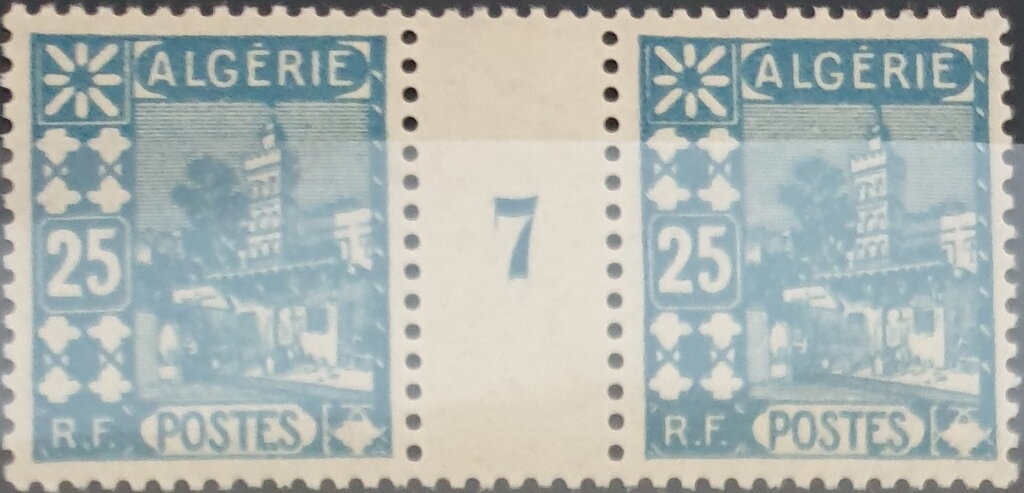 ALGÉRIE
25
R.F. POSTES
7
ALGÉRIE
25
R.F. POSTES